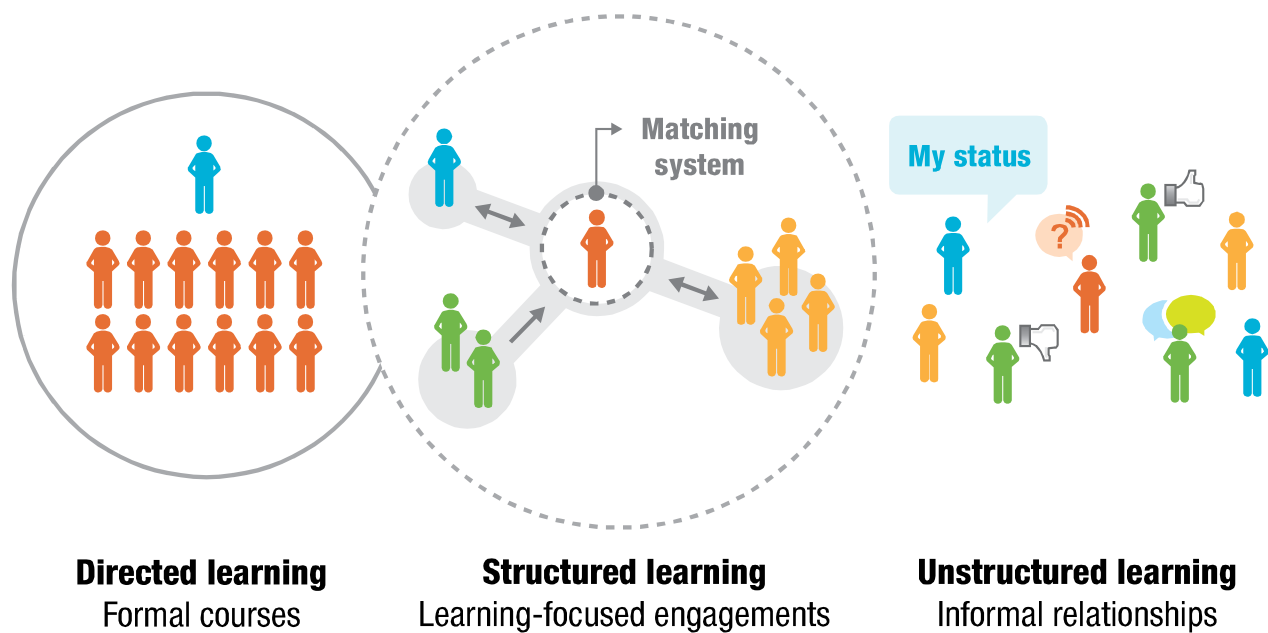 Matching
system
My status
?
Directed learning
Formal courses
Structured learning
Learning-focused engagements
Unstructured learning
Informal relationships